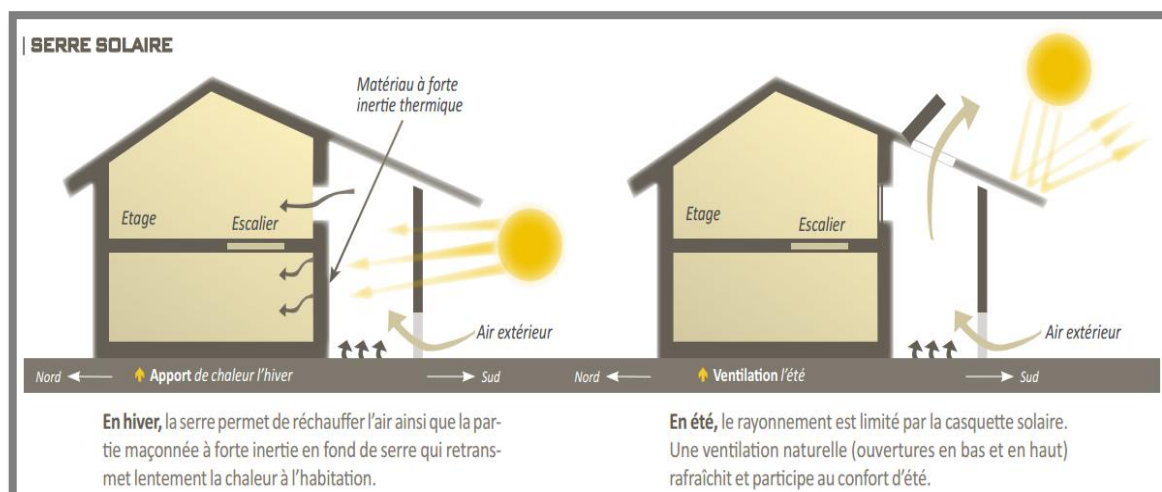 SERRE SOLAIRE
Matériau à forte
inertie thermique
Etage
Escalier
Air extérieur
Nord
Apport de chaleur l'hiver
Sud
En hiver, la serre permet de réchauffer l'air ainsi que la par-
tie maçonnée à forte inertie en fond de serre qui retrans-
met lentement la chaleur à l'habitation.
Etage
Escalier
Air extérieur
Nord
Ventilation l'été
Sud
En été, le rayonnement est limité par la casquette solaire.
Une ventilation naturelle (ouvertures en bas et en haut)
rafraîchit et participe au confort d'été.